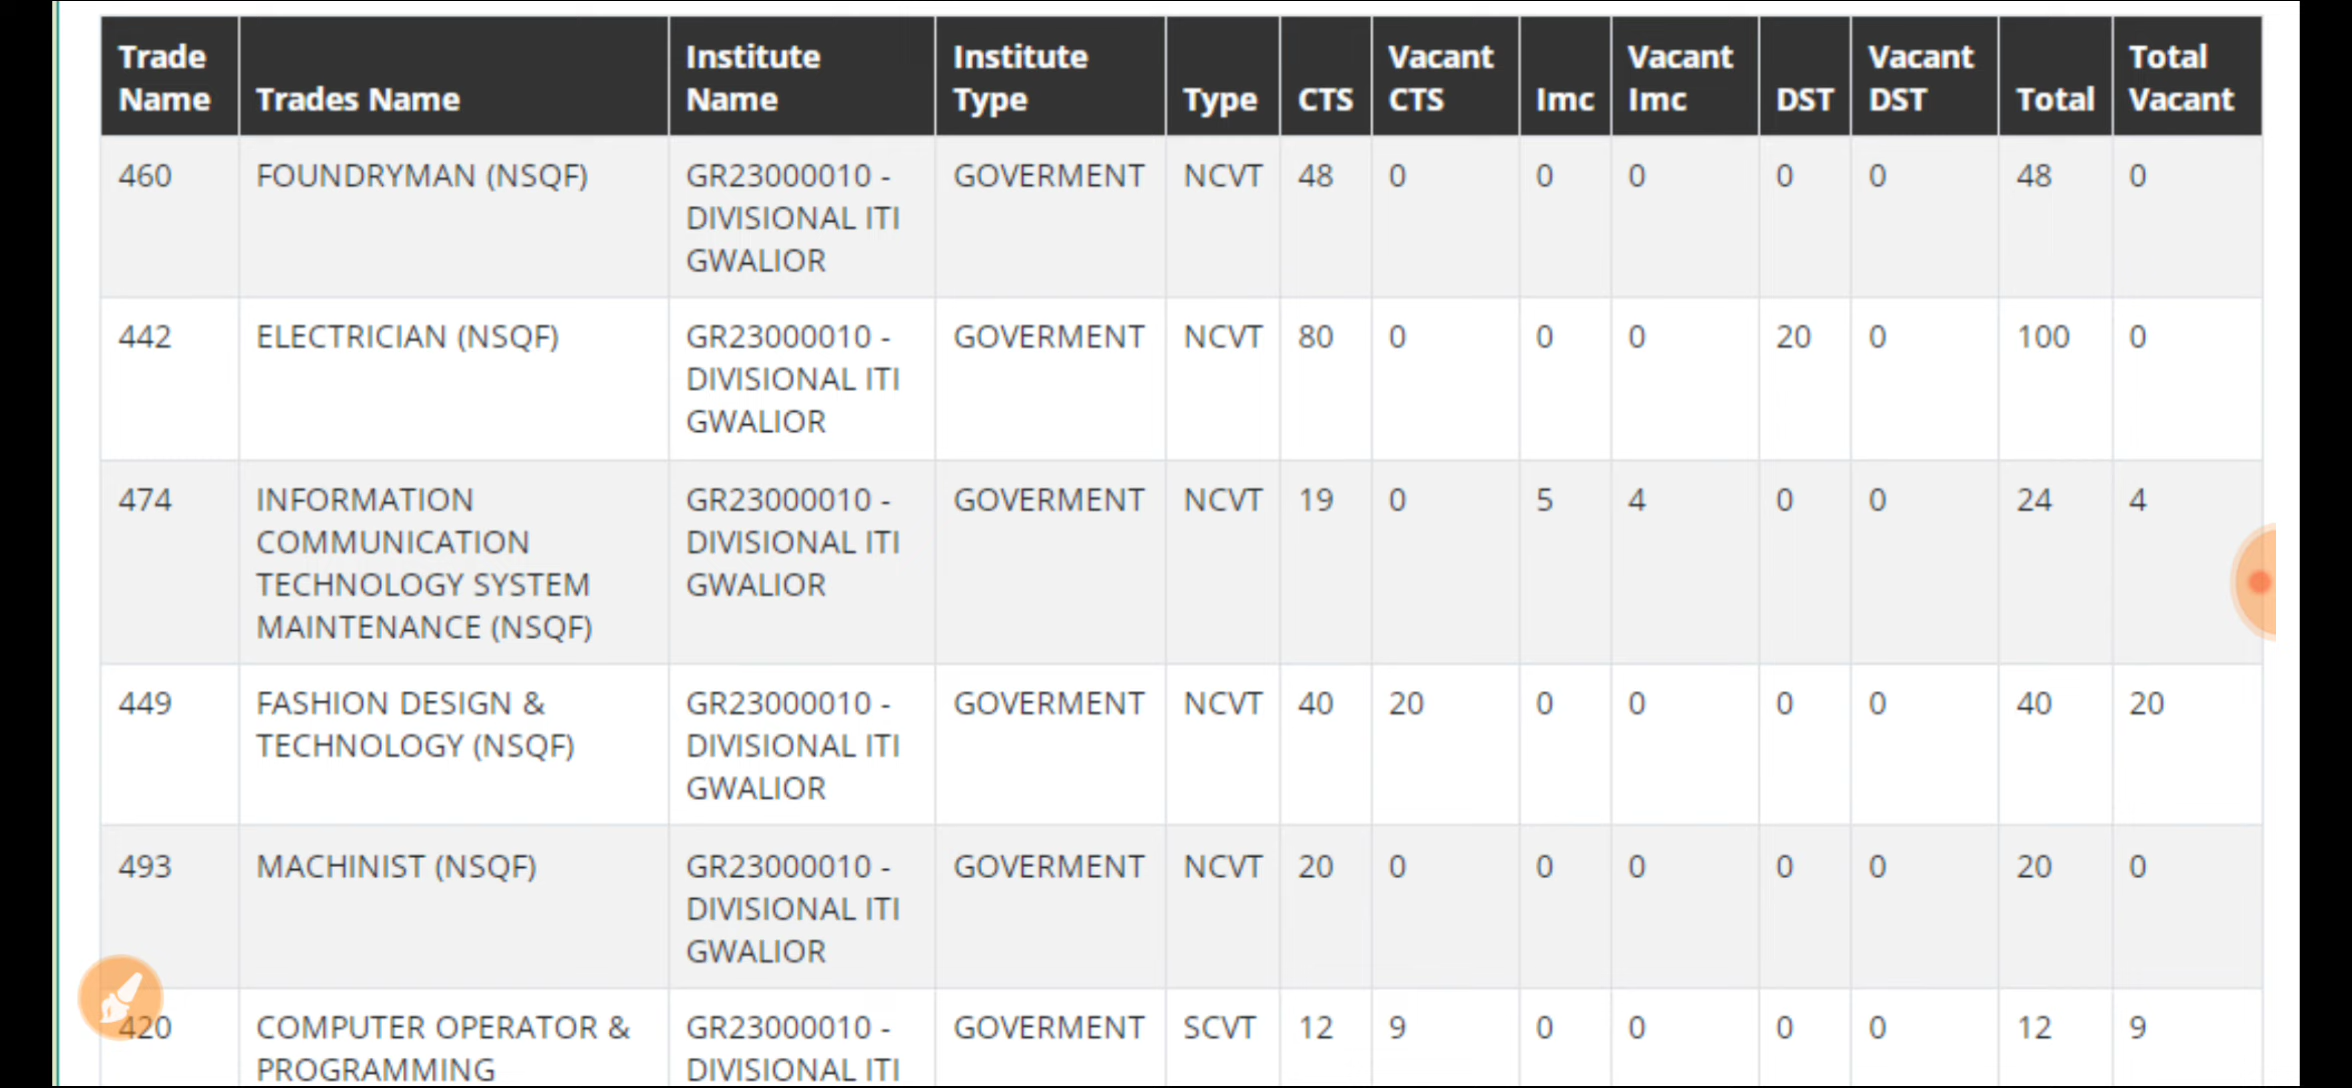 Trade Name Trades Name Institute Name Institute Type Type CTS Vacant CTS Imc Vacant Imc DST Vacant DST Total Total Vacant
460 FOUNDRYMAN (NSQF) GR23000010 - GOVERMENT NCVT 48 0 0 0 0 0 48 0
DIVISIONAL ITI
GWALIOR
442 ELECTRICIAN (NSQF) GR23000010 - GOVERMENT NCVT 80 0 0 0 20 0 100 0
DIVISIONAL ITI
GWALIOR
474 INFORMATION GR23000010 - GOVERMENT NCVT 19 0 5 4 0 0 24 4
COMMUNICATION DIVISIONAL ITI
TECHNOLOGY SYSTEM GWALIOR
MAINTENANCE (NSQF)
449 FASHION DESIGN & GR23000010 - GOVERMENT NCVT 40 20 0 0 0 0 40 20
TECHNOLOGY (NSQF) DIVISIONAL ITI
GWALIOR
493 MACHINIST (NSQF) GR23000010 - GOVERMENT NCVT 20 0 0 0 0 0 20 0
DIVISIONAL ITI
GWALIOR
420 COMPUTER OPERATOR & GR23000010 - GOVERMENT SCVT 12 9 0 0 0 0 12 9
PROGRAMMING DIVISIONAL ITI